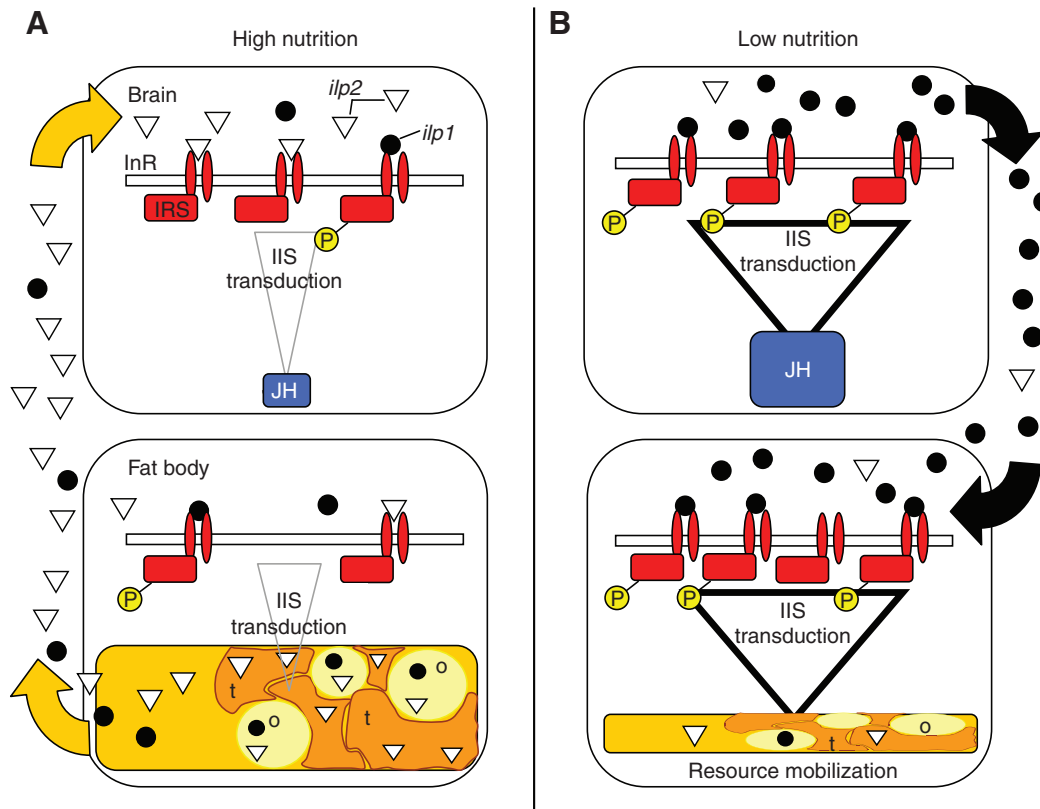 A
High nutrition
Brain
ilp2
ilp1
InR
IRS
P
IIS
transduction
JH
Fat body
P
IIS
transduction
t
o
t
o
B
Low nutrition
P
P
P
IIS
transduction
JH
P
P
P
IIS
transduction
o
t
Resource mobilization